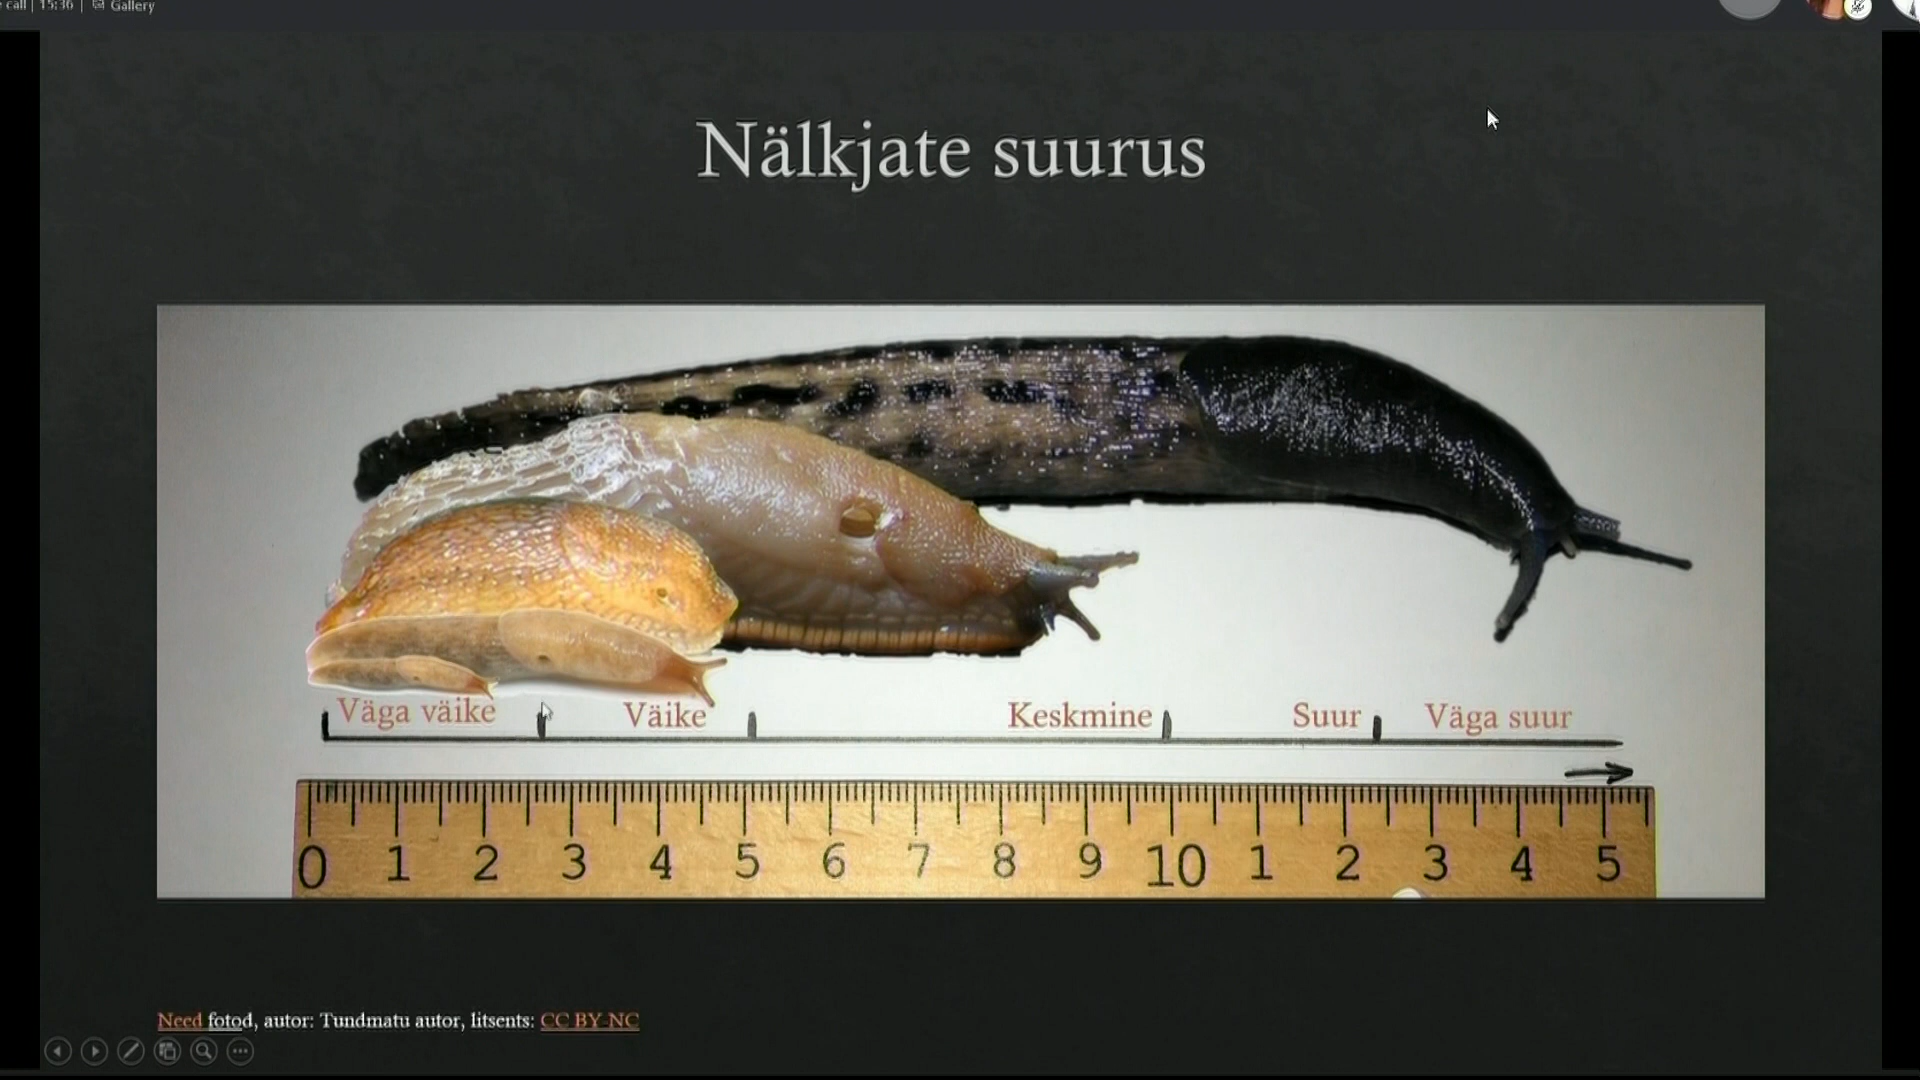 call | 15:36 | Gallery
Nälkjate suurus
Väga väike Väike Keskmine Suur Väga suur
0 1 2 3 4 5 6 7 8 9 10 1 2 3 4 5
Need fotod, autor: Tundmatu autor, litsents: CC BY-NC